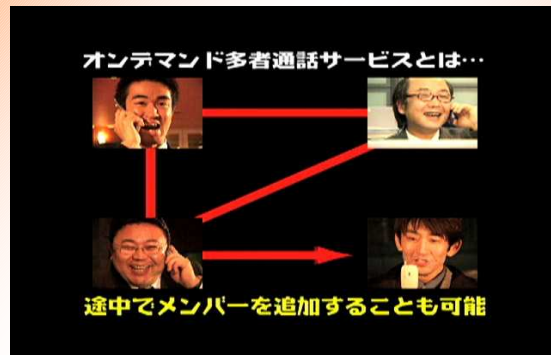 オンデマンド多者通話サービスとは…
途中でメンバーを追加することも可能